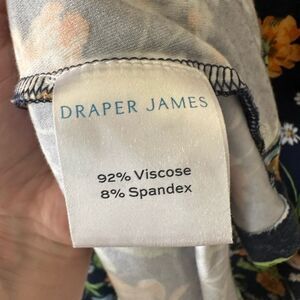 DRAPER JAMES
92% Viscose
8% Spandex